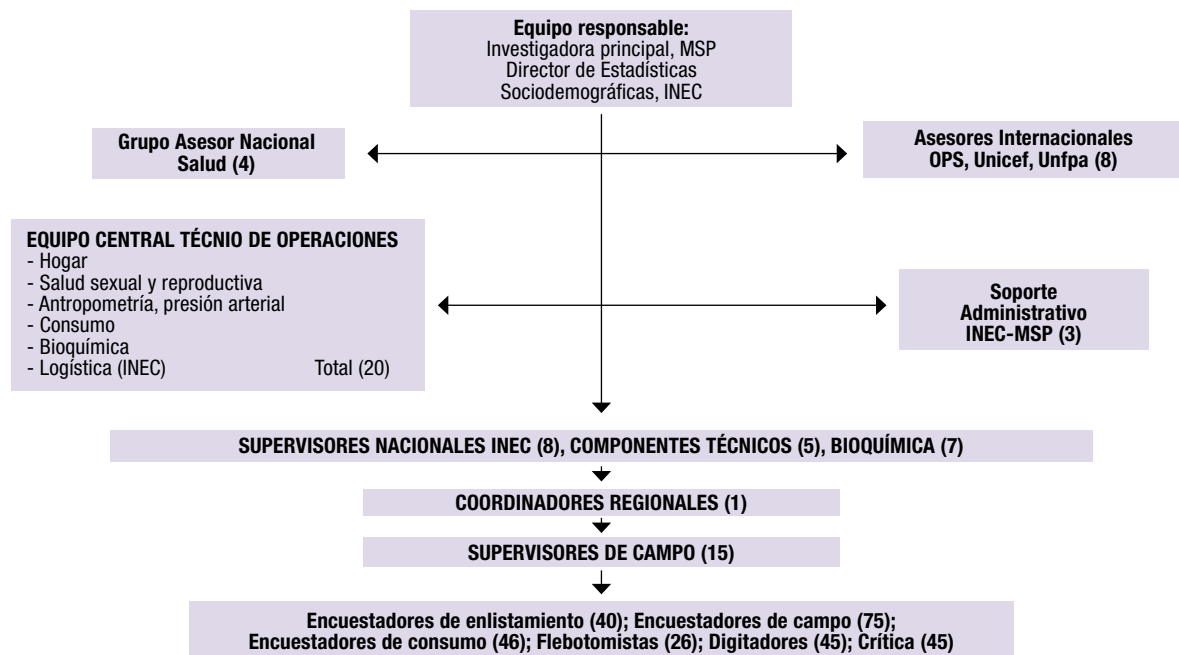 Equipo responsable:
Investigadora principal, MSP
Director de Estadísticas
Sociodemográficas, INEC
Grupo Asesor Nacional
Salud (4)
Asesores Internacionales
OPS, Unicef, Unfpa (8)
EQUIPO CENTRAL TÉCNIO DE OPERACIONES
- Hogar
- Salud sexual y reproductiva
- Antropometría, presión arterial
- Consumo
- Bioquímica
- Logística (INEC) Total (20)
Soporte
Administrativo
INEC-MSP (3)
SUPERVISORES NACIONALES INEC (8), COMPONENTES TÉCNICOS (5), BIOQUÍMICA (7)
COORDINADORES REGIONALES (1)
SUPERVISORES DE CAMPO (15)
Encuestadores de enlistamiento (40); Encuestadores de campo (75);
Encuestadores de consumo (46); Flebotomistas (26); Digitadores (45); Crítica (45)